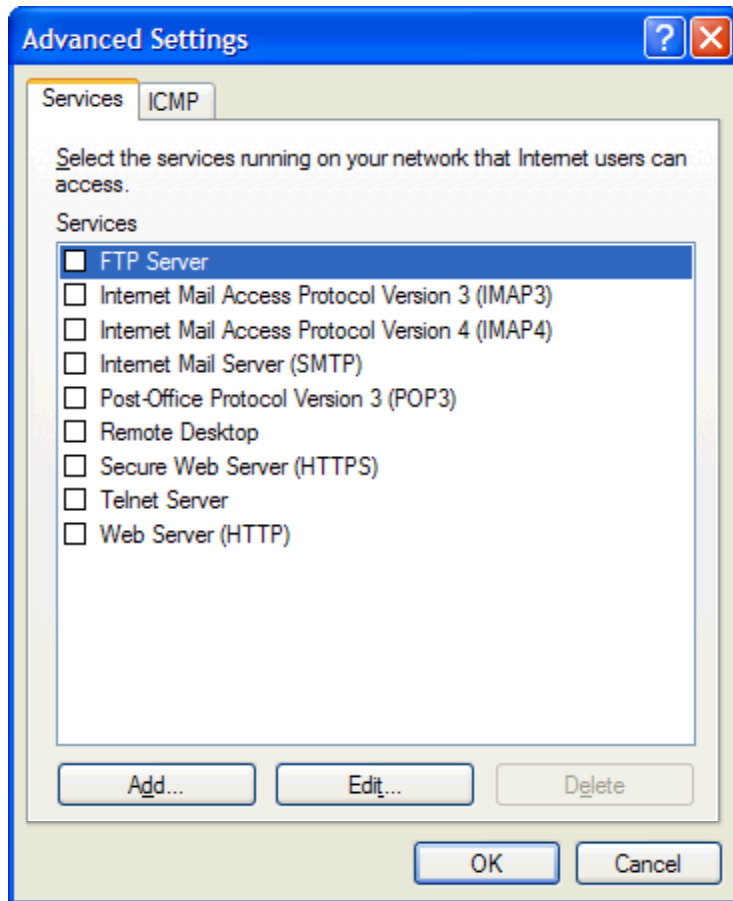 Advanced Settings
Services
ICMP
Select the services running on your network that Internet users can
access.
Services
FTP Server
Internet Mail Access Protocol Version 3 (IMAP3)
Internet Mail Access Protocol Version 4 (IMAP4)
Internet Mail Server (SMTP)
Post-Office Protocol Version 3 (POP3)
Remote Desktop
Secure Web Server (HTTPS)
Telnet Server
Web Server (HTTP)
Add...
Edit...
Delete
OK
Cancel